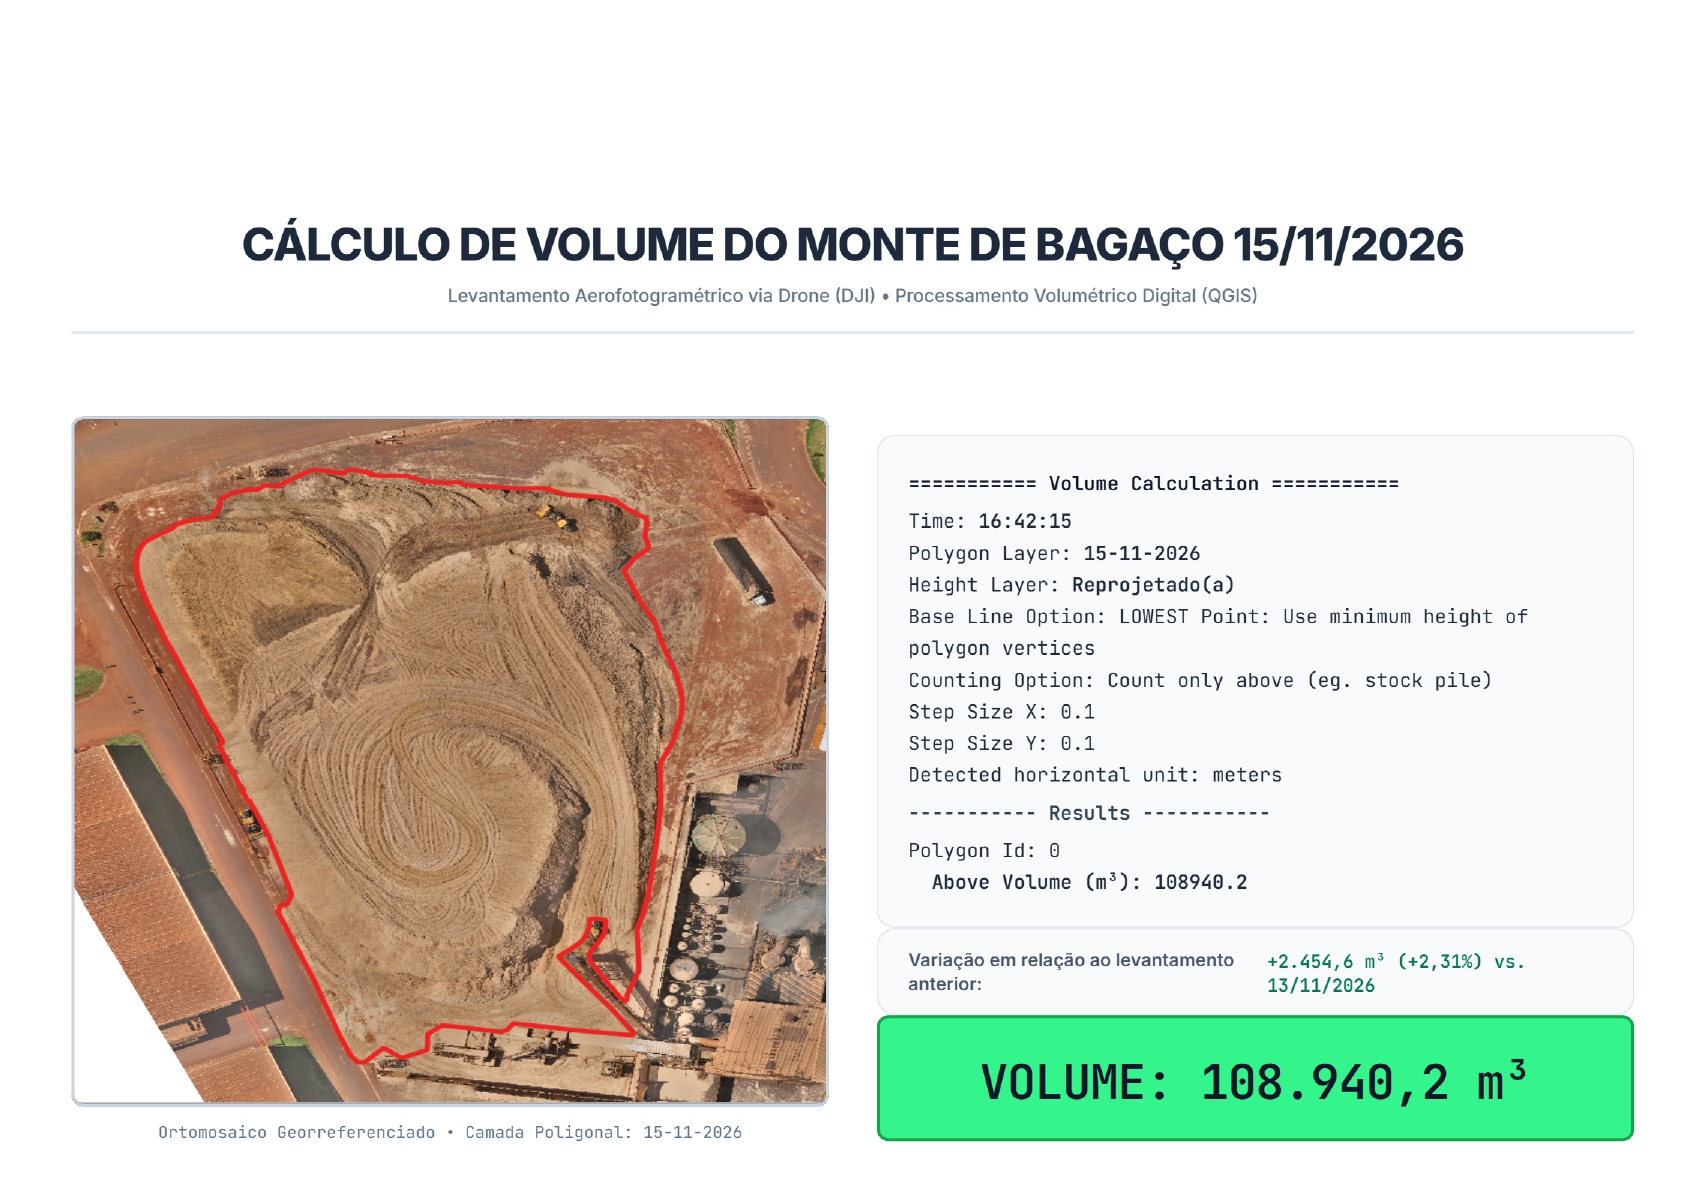 CÁLCULO DE VOLUME DO MONTE DE BAGAÇO 15/11/2026
Levantamento Aerofotogramétrico via Drone (DJI) • Processamento Volumétrico Digital (QGIS)
=========== Volume Calculation ===========
Time: 16:42:15
Polygon Layer: 15-11-2026
Height Layer: Reprojetado(a)
Base Line Option: LOWEST Point: Use minimum height of
polygon vertices
Counting Option: Count only above (eg. stock pile)
Step Size X: 0.1
Step Size Y: 0.1
Detected horizontal unit: meters
----------- Results -----------
Polygon Id: 0
Above Volume (m³): 108940.2
Variação em relação ao levantamento
anterior:
+2.454,6 m³ (+2,31%) vs.
13/11/2026
VOLUME: 108.940,2 m³
Ortomosaico Georreferenciado • Camada Poligonal: 15-11-2026